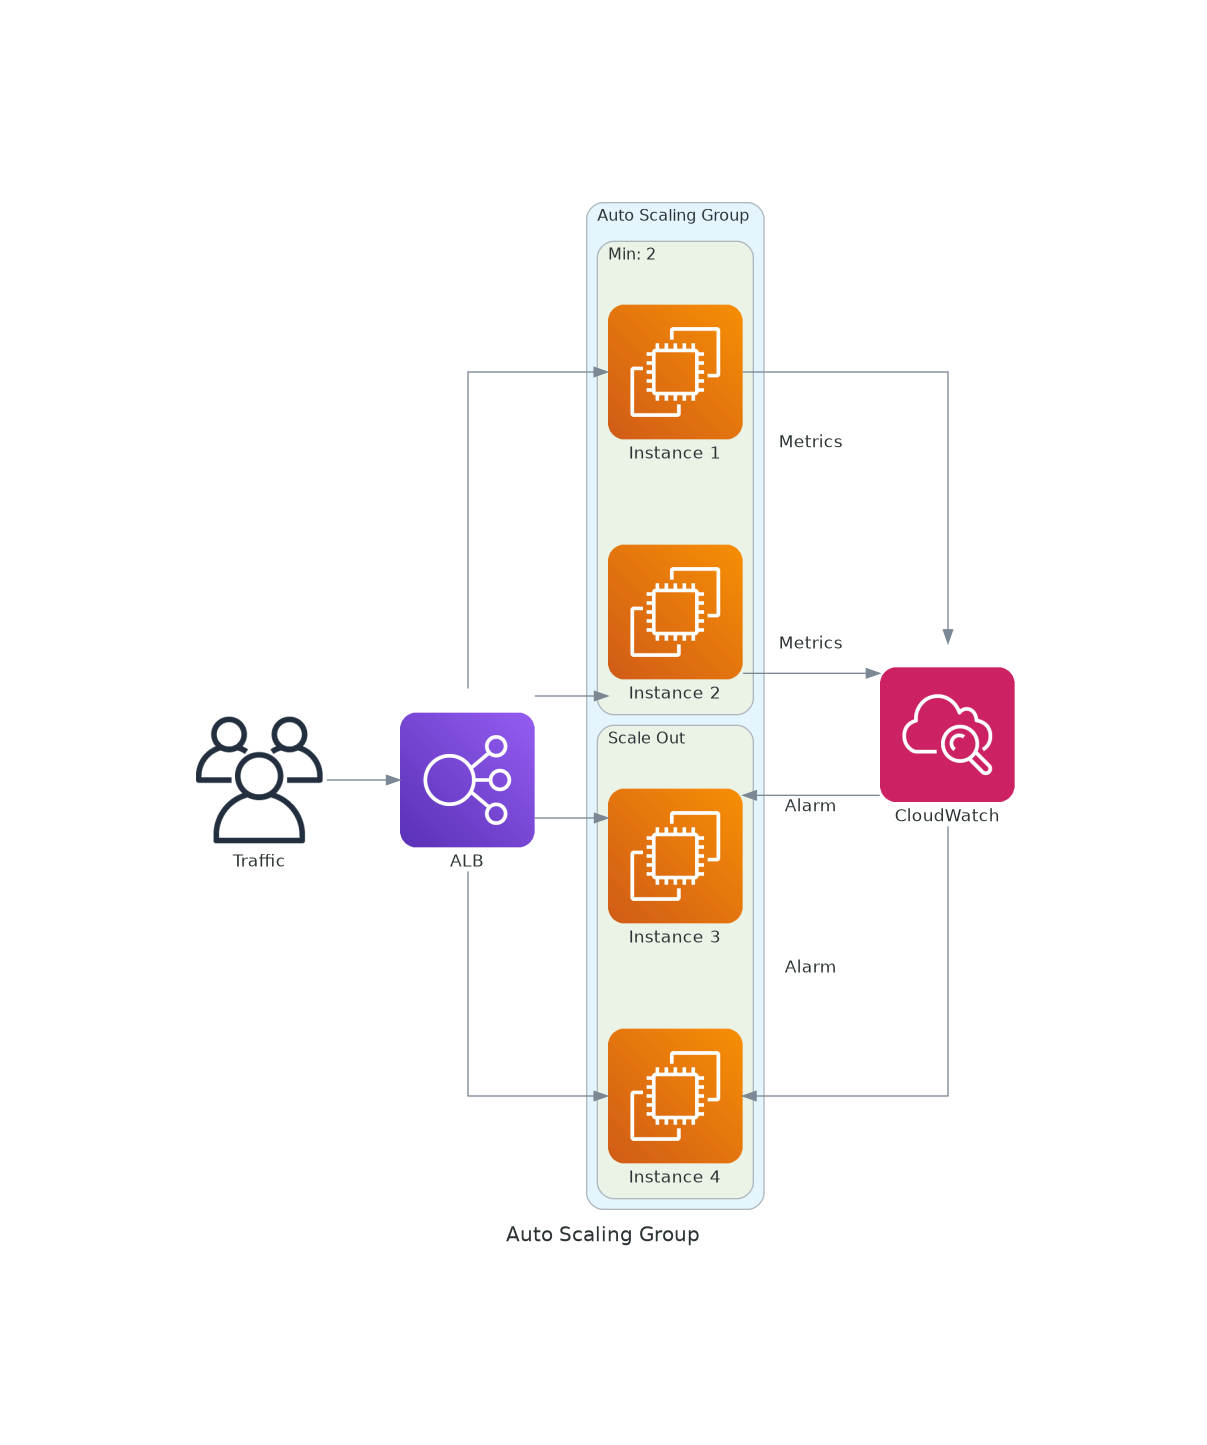 Auto Scaling Group
Min: 2
Instance 1
Metrics
Instance 2
Metrics
Scale Out
Traffic
ALB
Instance 3
Alarm
CloudWatch
Alarm
Instance 4
Auto Scaling Group